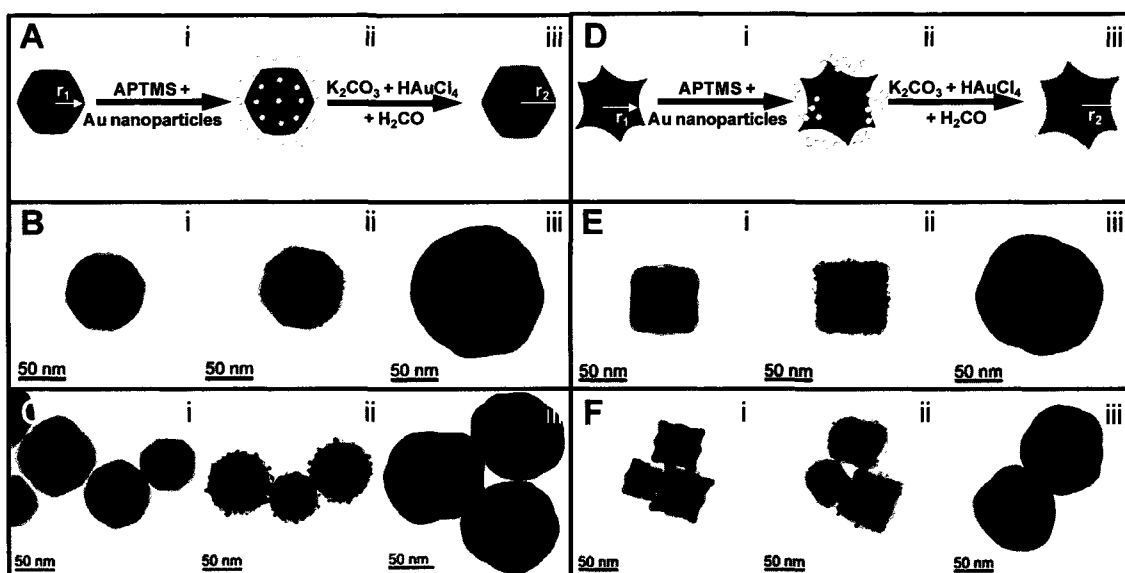 A
i
ii
iii
r₁
APTMS +
Au nanoparticles
K₂CO₃ + HAuCl₄
+ H₂CO
r₂
D
i
ii
iii
r₁
APTMS +
Au nanoparticles
K₂CO₃ + HAuCl₄
+ H₂CO
r₂
B
i
ii
iii
50 nm
50 nm
50 nm
E
i
ii
iii
50 nm
50 nm
50 nm
C
i
ii
iii
50 nm
50 nm
50 nm
F
i
ii
iii
50 nm
50 nm
50 nm